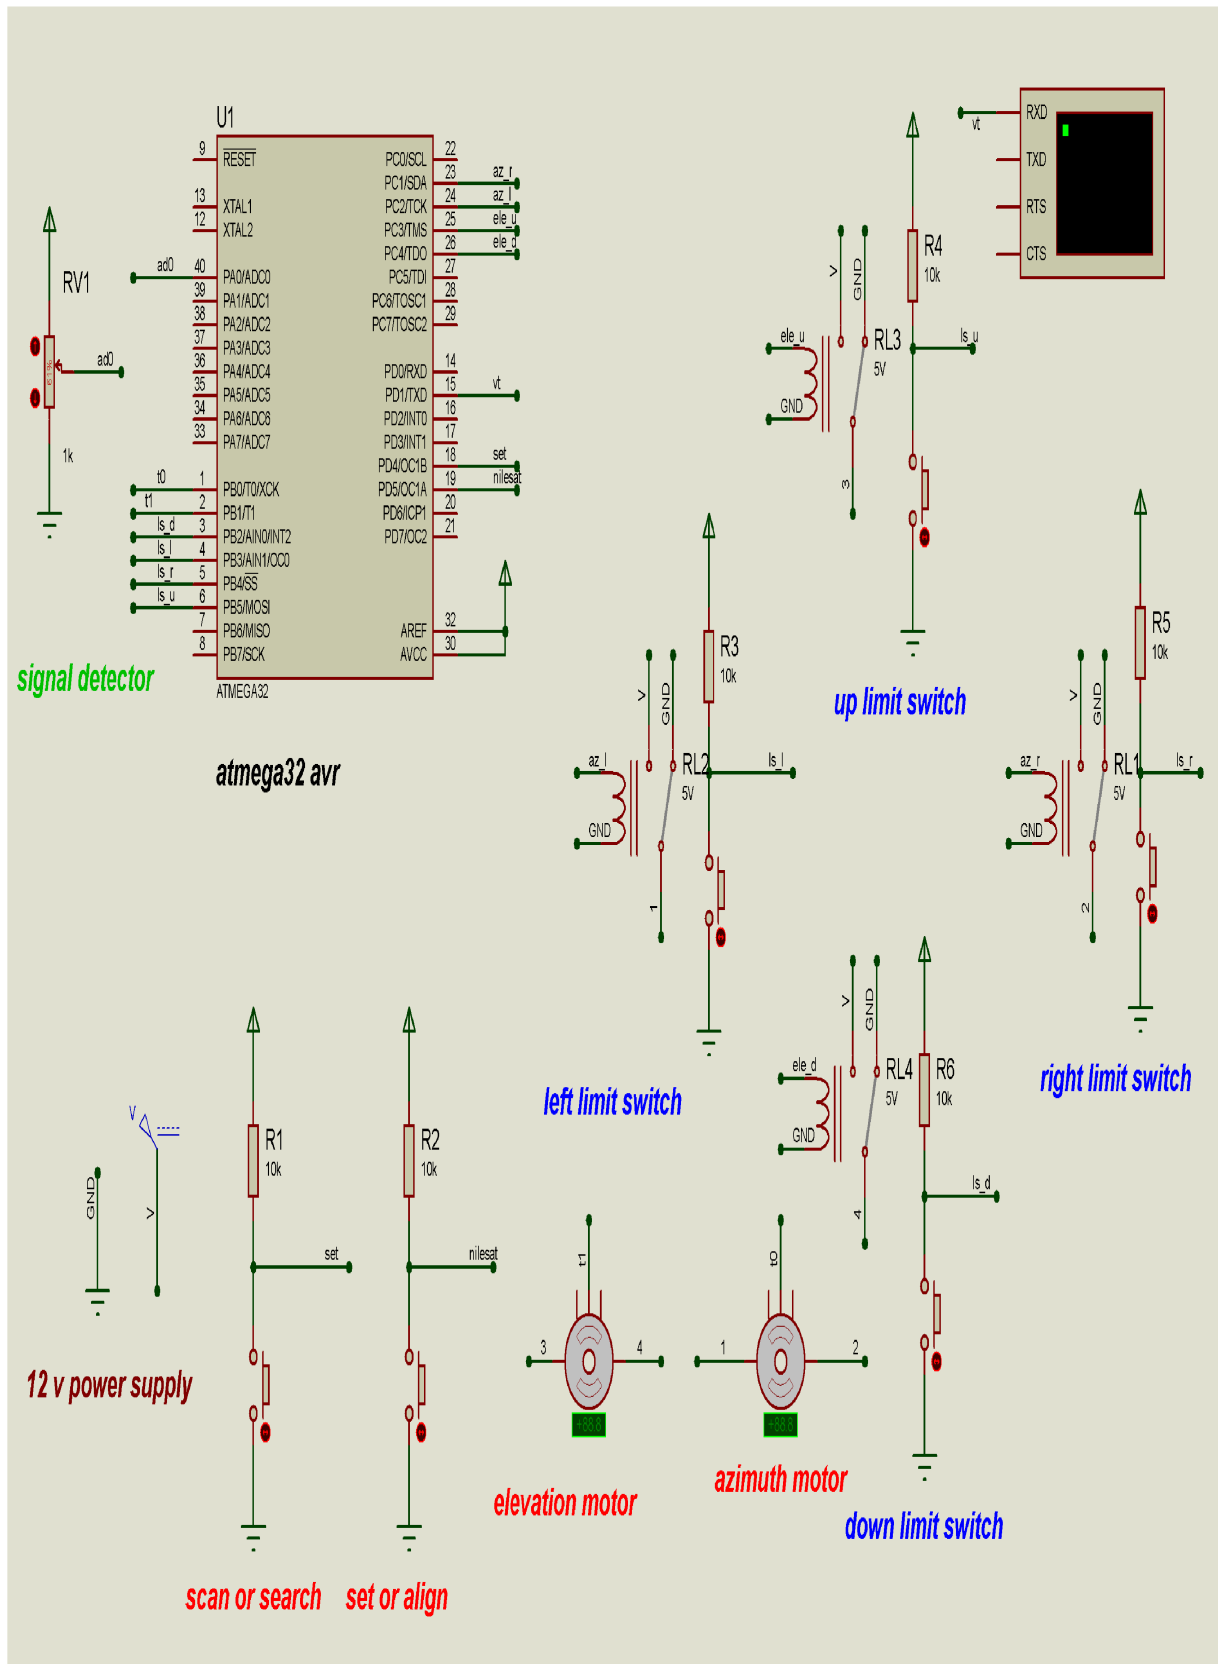 U1
9 RESET
13 XTAL1
12 XTAL2
40 PA0/ADC0
39 PA1/ADC1
38 PA2/ADC2
37 PA3/ADC3
36 PA4/ADC4
35 PA5/ADC5
34 PA6/ADC6
33 PA7/ADC7
1 PB0/T0/XCK
2 PB1/T1
3 PB2/AIN0/INT2
4 PB3/AIN1/OC0
5 PB4/SS
6 PB5/MOSI
7 PB6/MISO
8 PB7/SCK
PC0/SCL 22
PC1/SDA 23
PC2/TCK 24
PC3/TMS 25
PC4/TDO 26
PC5/TDI 27
PC6/TOSC1 28
PC7/TOSC2 29
PD0/RXD 14
PD1/TXD 15
PD2/INT0 16
PD3/INT1 17
PD4/OC1B 18
PD5/OC1A 19
PD6/ICP1 20
PD7/OC2 21
AREF 32
AVCC 30
ATMEGA32
atmega32 avr
ad0
t0
t1
ls_d
ls_l
ls_r
ls_u
az_r
az_l
ele_u
ele_d
vt
set
nilesat
RV1
ad0
1k
signal detector
vt
RXD
TXD
RTS
CTS
R4
10k
V
GND
ele_u
GND
RL3
5V
3
ls_u
up limit switch
R3
10k
V
GND
az_l
GND
RL2
5V
1
ls_l
left limit switch
R5
10k
V
GND
az_r
GND
RL1
5V
2
ls_r
right limit switch
V
GND
ele_d
GND
RL4
5V
4
R6
10k
ls_d
down limit switch
V
GND
V
12 v power supply
R1
10k
set
scan or search
R2
10k
nilesat
set or align
t1
3
4
+88.8
elevation motor
t0
1
2
+88.8
azimuth motor